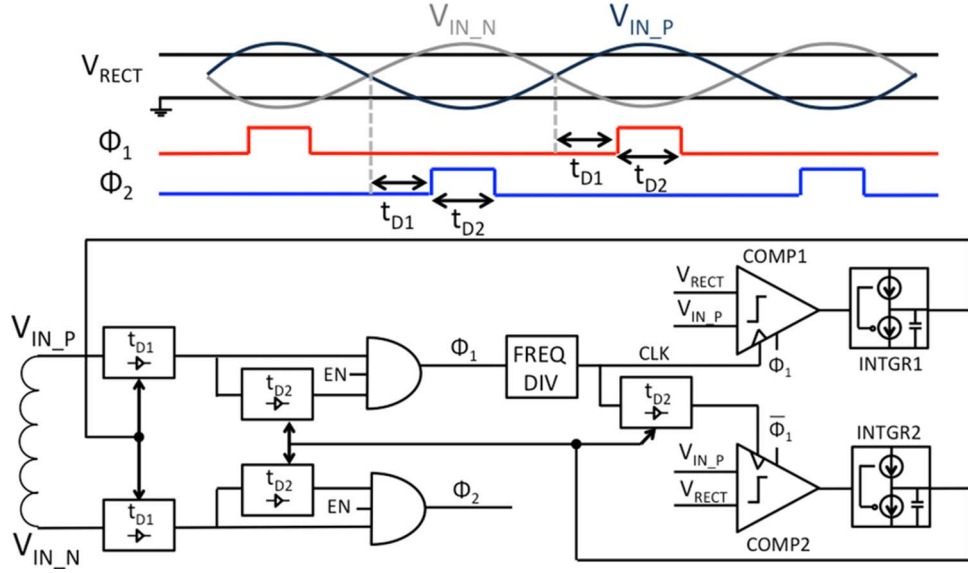 V_IN_N V_IN_P
V_RECT
Φ_1
t_D1 t_D2
Φ_2
t_D1 t_D2
COMP1
V_RECT
V_IN_P
V_IN_P
t_D1
Φ_1
FREQ DIV
CLK
Φ_1
INTGR1
EN
t_D2
t_D2
Φ̅_1
INTGR2
V_IN_P
V_RECT
t_D2
EN
Φ_2
t_D1
COMP2
V_IN_N